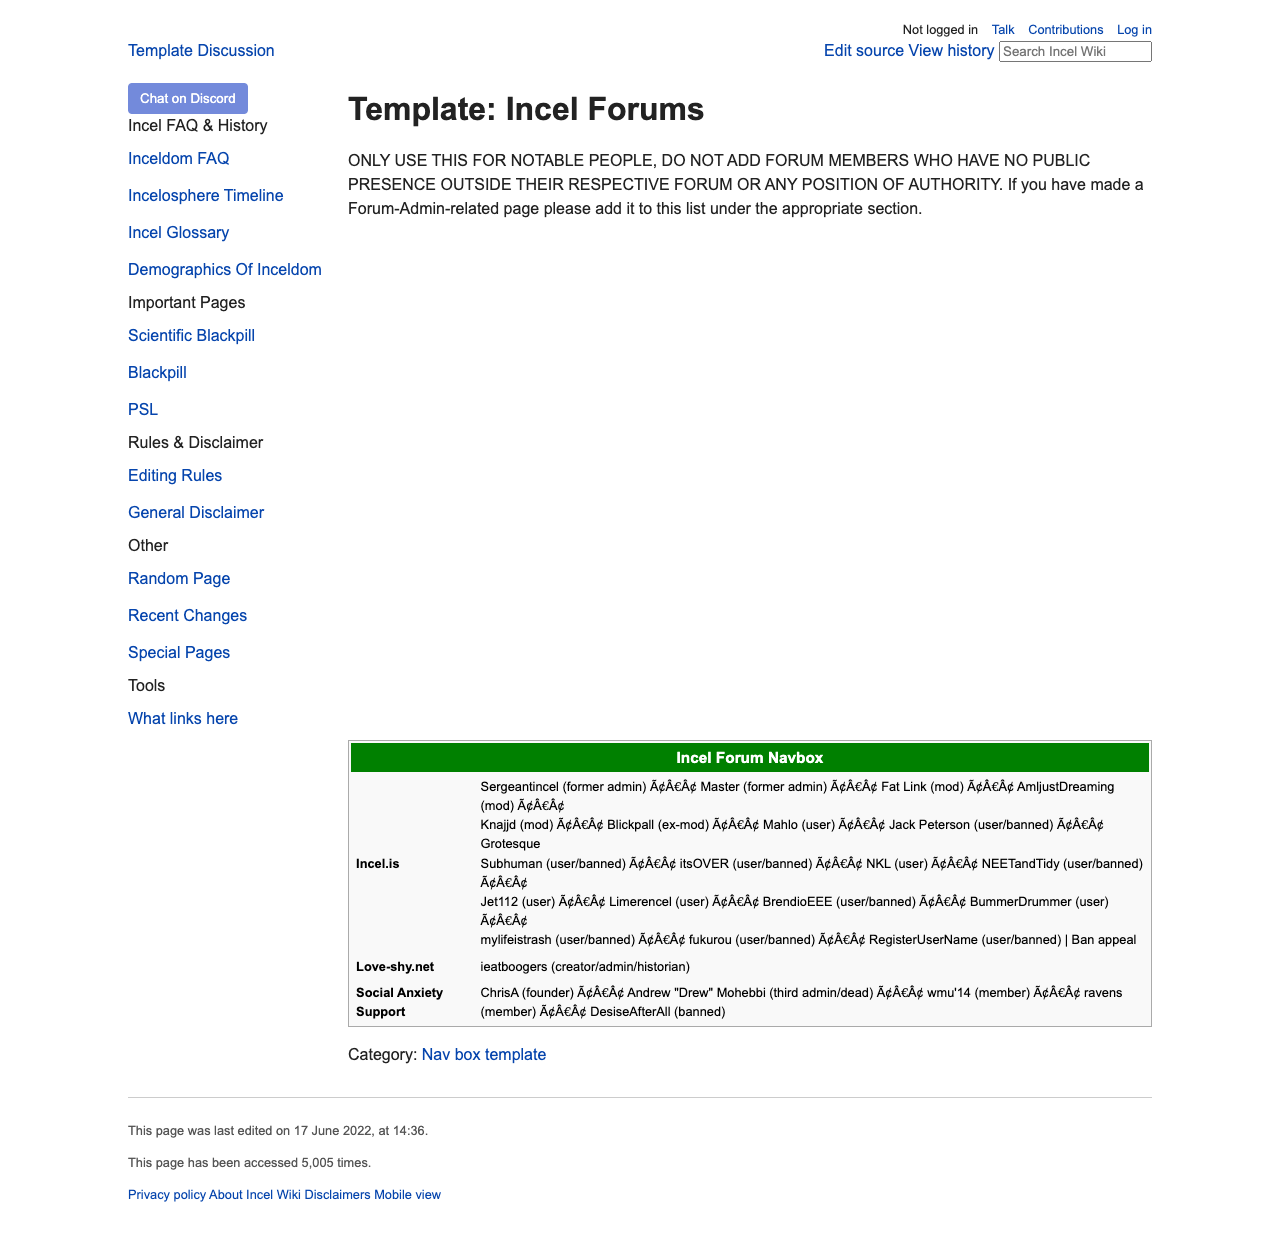 Not logged in Talk Contributions Log in
Template Discussion
Edit source View history Search Incel Wiki
Chat on Discord
Incel FAQ & History
Inceldom FAQ
Incelosphere Timeline
Incel Glossary
Demographics Of Inceldom
Important Pages
Scientific Blackpill
Blackpill
PSL
Rules & Disclaimer
Editing Rules
General Disclaimer
Other
Random Page
Recent Changes
Special Pages
Tools
What links here
Template: Incel Forums
ONLY USE THIS FOR NOTABLE PEOPLE, DO NOT ADD FORUM MEMBERS WHO HAVE NO PUBLIC
PRESENCE OUTSIDE THEIR RESPECTIVE FORUM OR ANY POSITION OF AUTHORITY. If you have made a
Forum-Admin-related page please add it to this list under the appropriate section.
Incel Forum Navbox
Incel.is
Sergeantincel (former admin) Ã¢Â€Â¢ Master (former admin) Ã¢Â€Â¢ Fat Link (mod) Ã¢Â€Â¢ AmIjustDreaming
(mod) Ã¢Â€Â¢
Knajjd (mod) Ã¢Â€Â¢ Blickpall (ex-mod) Ã¢Â€Â¢ Mahlo (user) Ã¢Â€Â¢ Jack Peterson (user/banned) Ã¢Â€Â¢
Grotesque
Subhuman (user/banned) Ã¢Â€Â¢ itsOVER (user/banned) Ã¢Â€Â¢ NKL (user) Ã¢Â€Â¢ NEETandTidy (user/banned)
Ã¢Â€Â¢
Jet112 (user) Ã¢Â€Â¢ Limerencel (user) Ã¢Â€Â¢ BrendioEEE (user/banned) Ã¢Â€Â¢ BummerDrummer (user)
Ã¢Â€Â¢
mylifeistrash (user/banned) Ã¢Â€Â¢ fukurou (user/banned) Ã¢Â€Â¢ RegisterUserName (user/banned) | Ban appeal
Love-shy.net
ieatboogers (creator/admin/historian)
Social Anxiety
Support
ChrisA (founder) Ã¢Â€Â¢ Andrew "Drew" Mohebbi (third admin/dead) Ã¢Â€Â¢ wmu'14 (member) Ã¢Â€Â¢ ravens
(member) Ã¢Â€Â¢ DesiseAfterAll (banned)
Category: Nav box template
This page was last edited on 17 June 2022, at 14:36.
This page has been accessed 5,005 times.
Privacy policy About Incel Wiki Disclaimers Mobile view